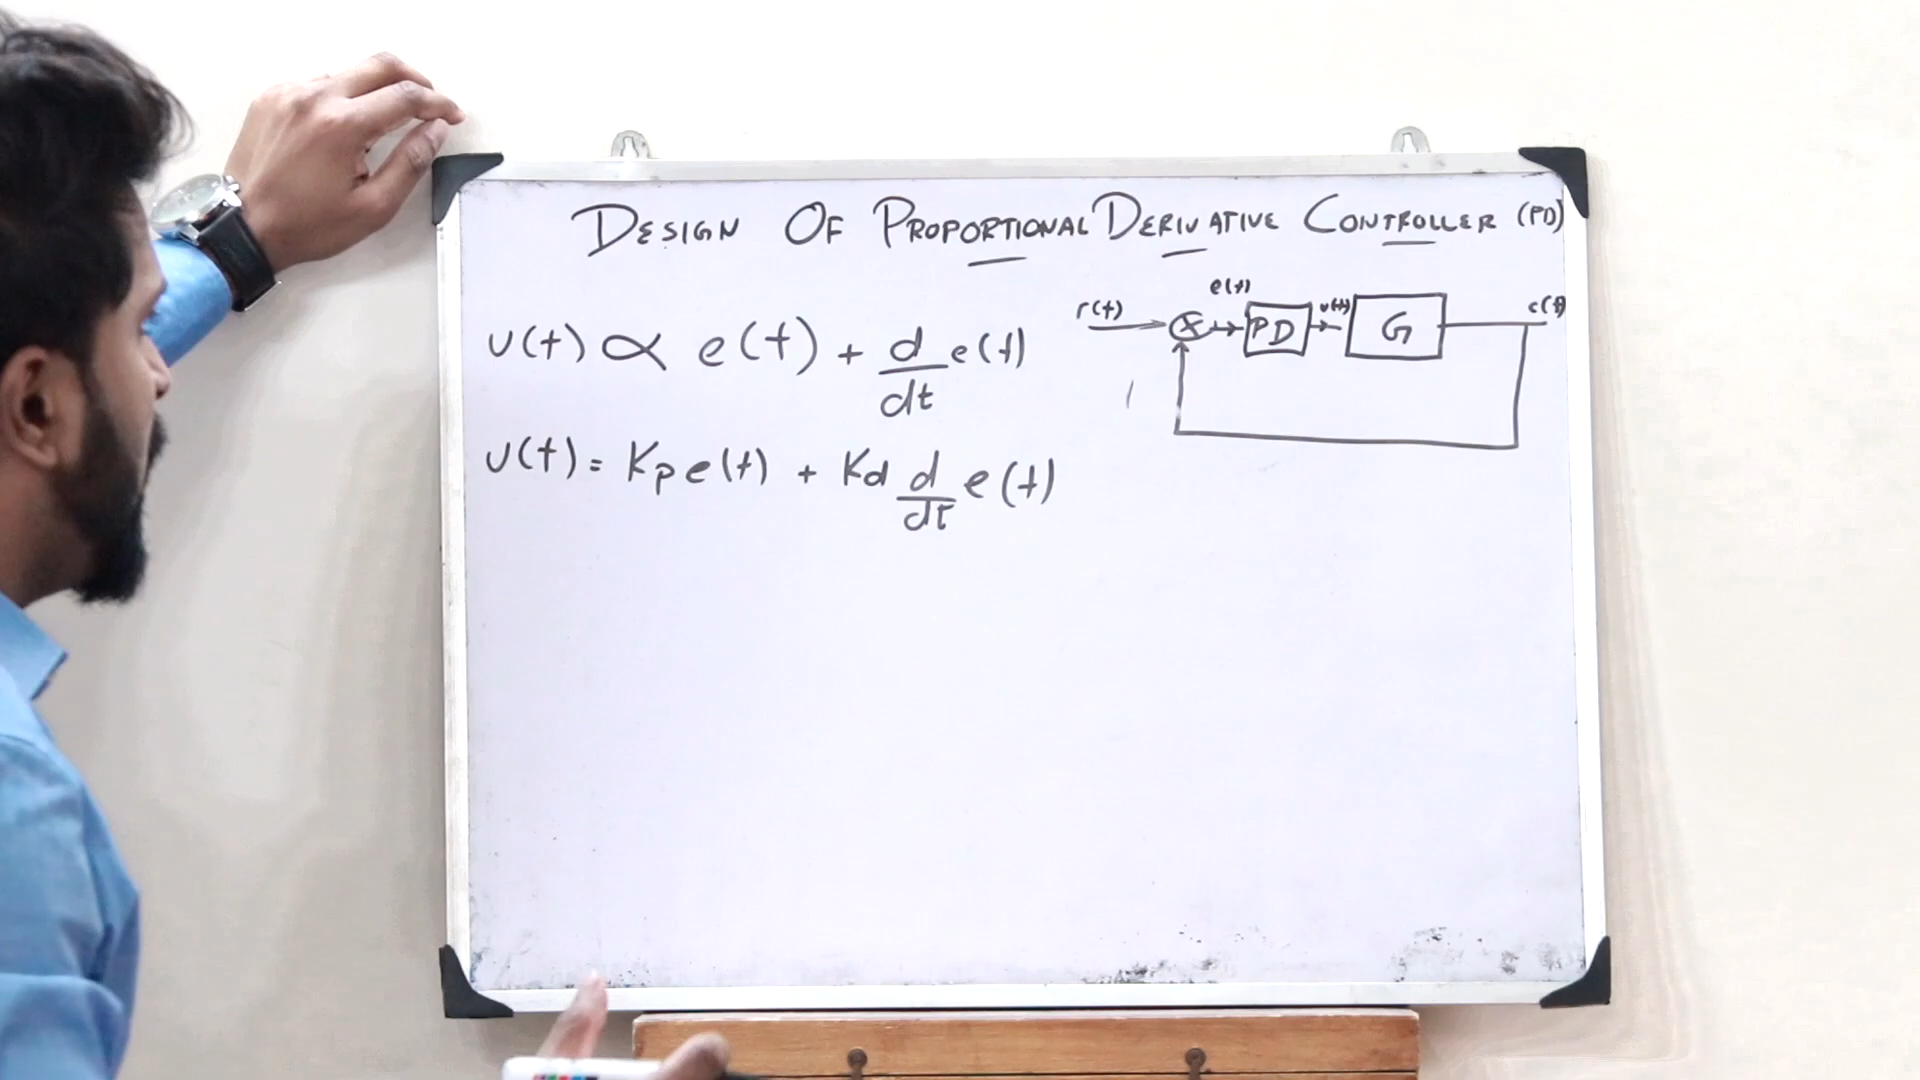 DESIGN OF PROPORTIONAL DERIVATIVE CONTROLLER (PD)
r(t) e(t) PD u(t) G c(t)
u(t) ∝ e(t) + d/dt e(t)
u(t) = Kp e(t) + Kd d/dt e(t)